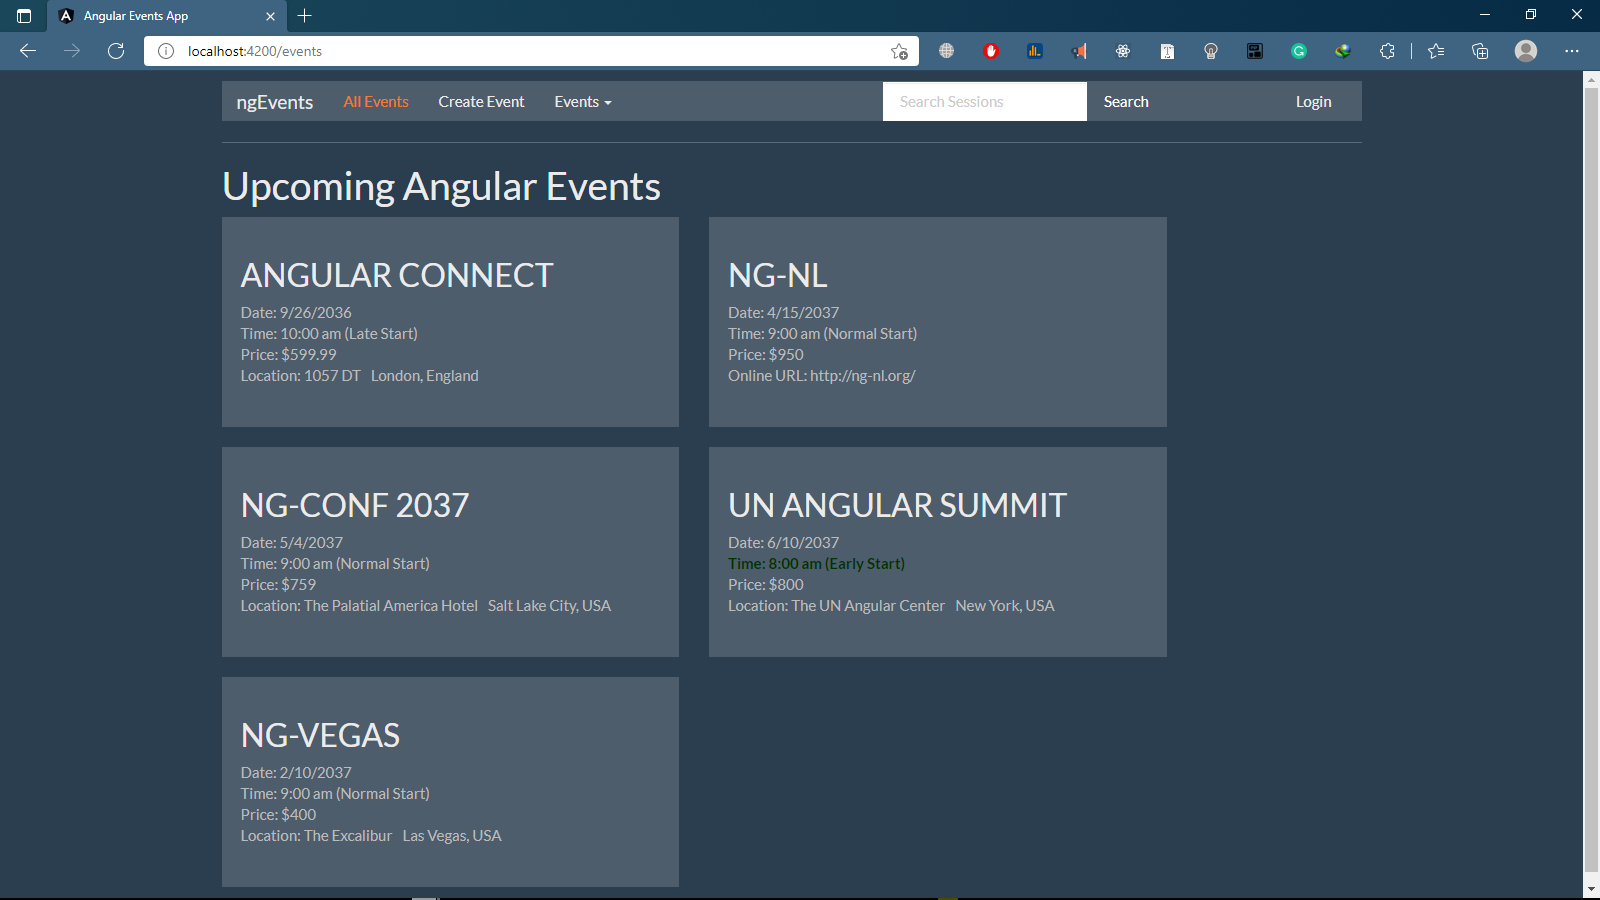 Angular Events App
localhost:4200/events
ngEvents All Events Create Event Events Search Sessions Search Login
Upcoming Angular Events
ANGULAR CONNECT
Date: 9/26/2036
Time: 10:00 am (Late Start)
Price: $599.99
Location: 1057 DT London, England
NG-NL
Date: 4/15/2037
Time: 9:00 am (Normal Start)
Price: $950
Online URL: http://ng-nl.org/
NG-CONF 2037
Date: 5/4/2037
Time: 9:00 am (Normal Start)
Price: $759
Location: The Palatial America Hotel Salt Lake City, USA
UN ANGULAR SUMMIT
Date: 6/10/2037
Time: 8:00 am (Early Start)
Price: $800
Location: The UN Angular Center New York, USA
NG-VEGAS
Date: 2/10/2037
Time: 9:00 am (Normal Start)
Price: $400
Location: The Excalibur Las Vegas, USA